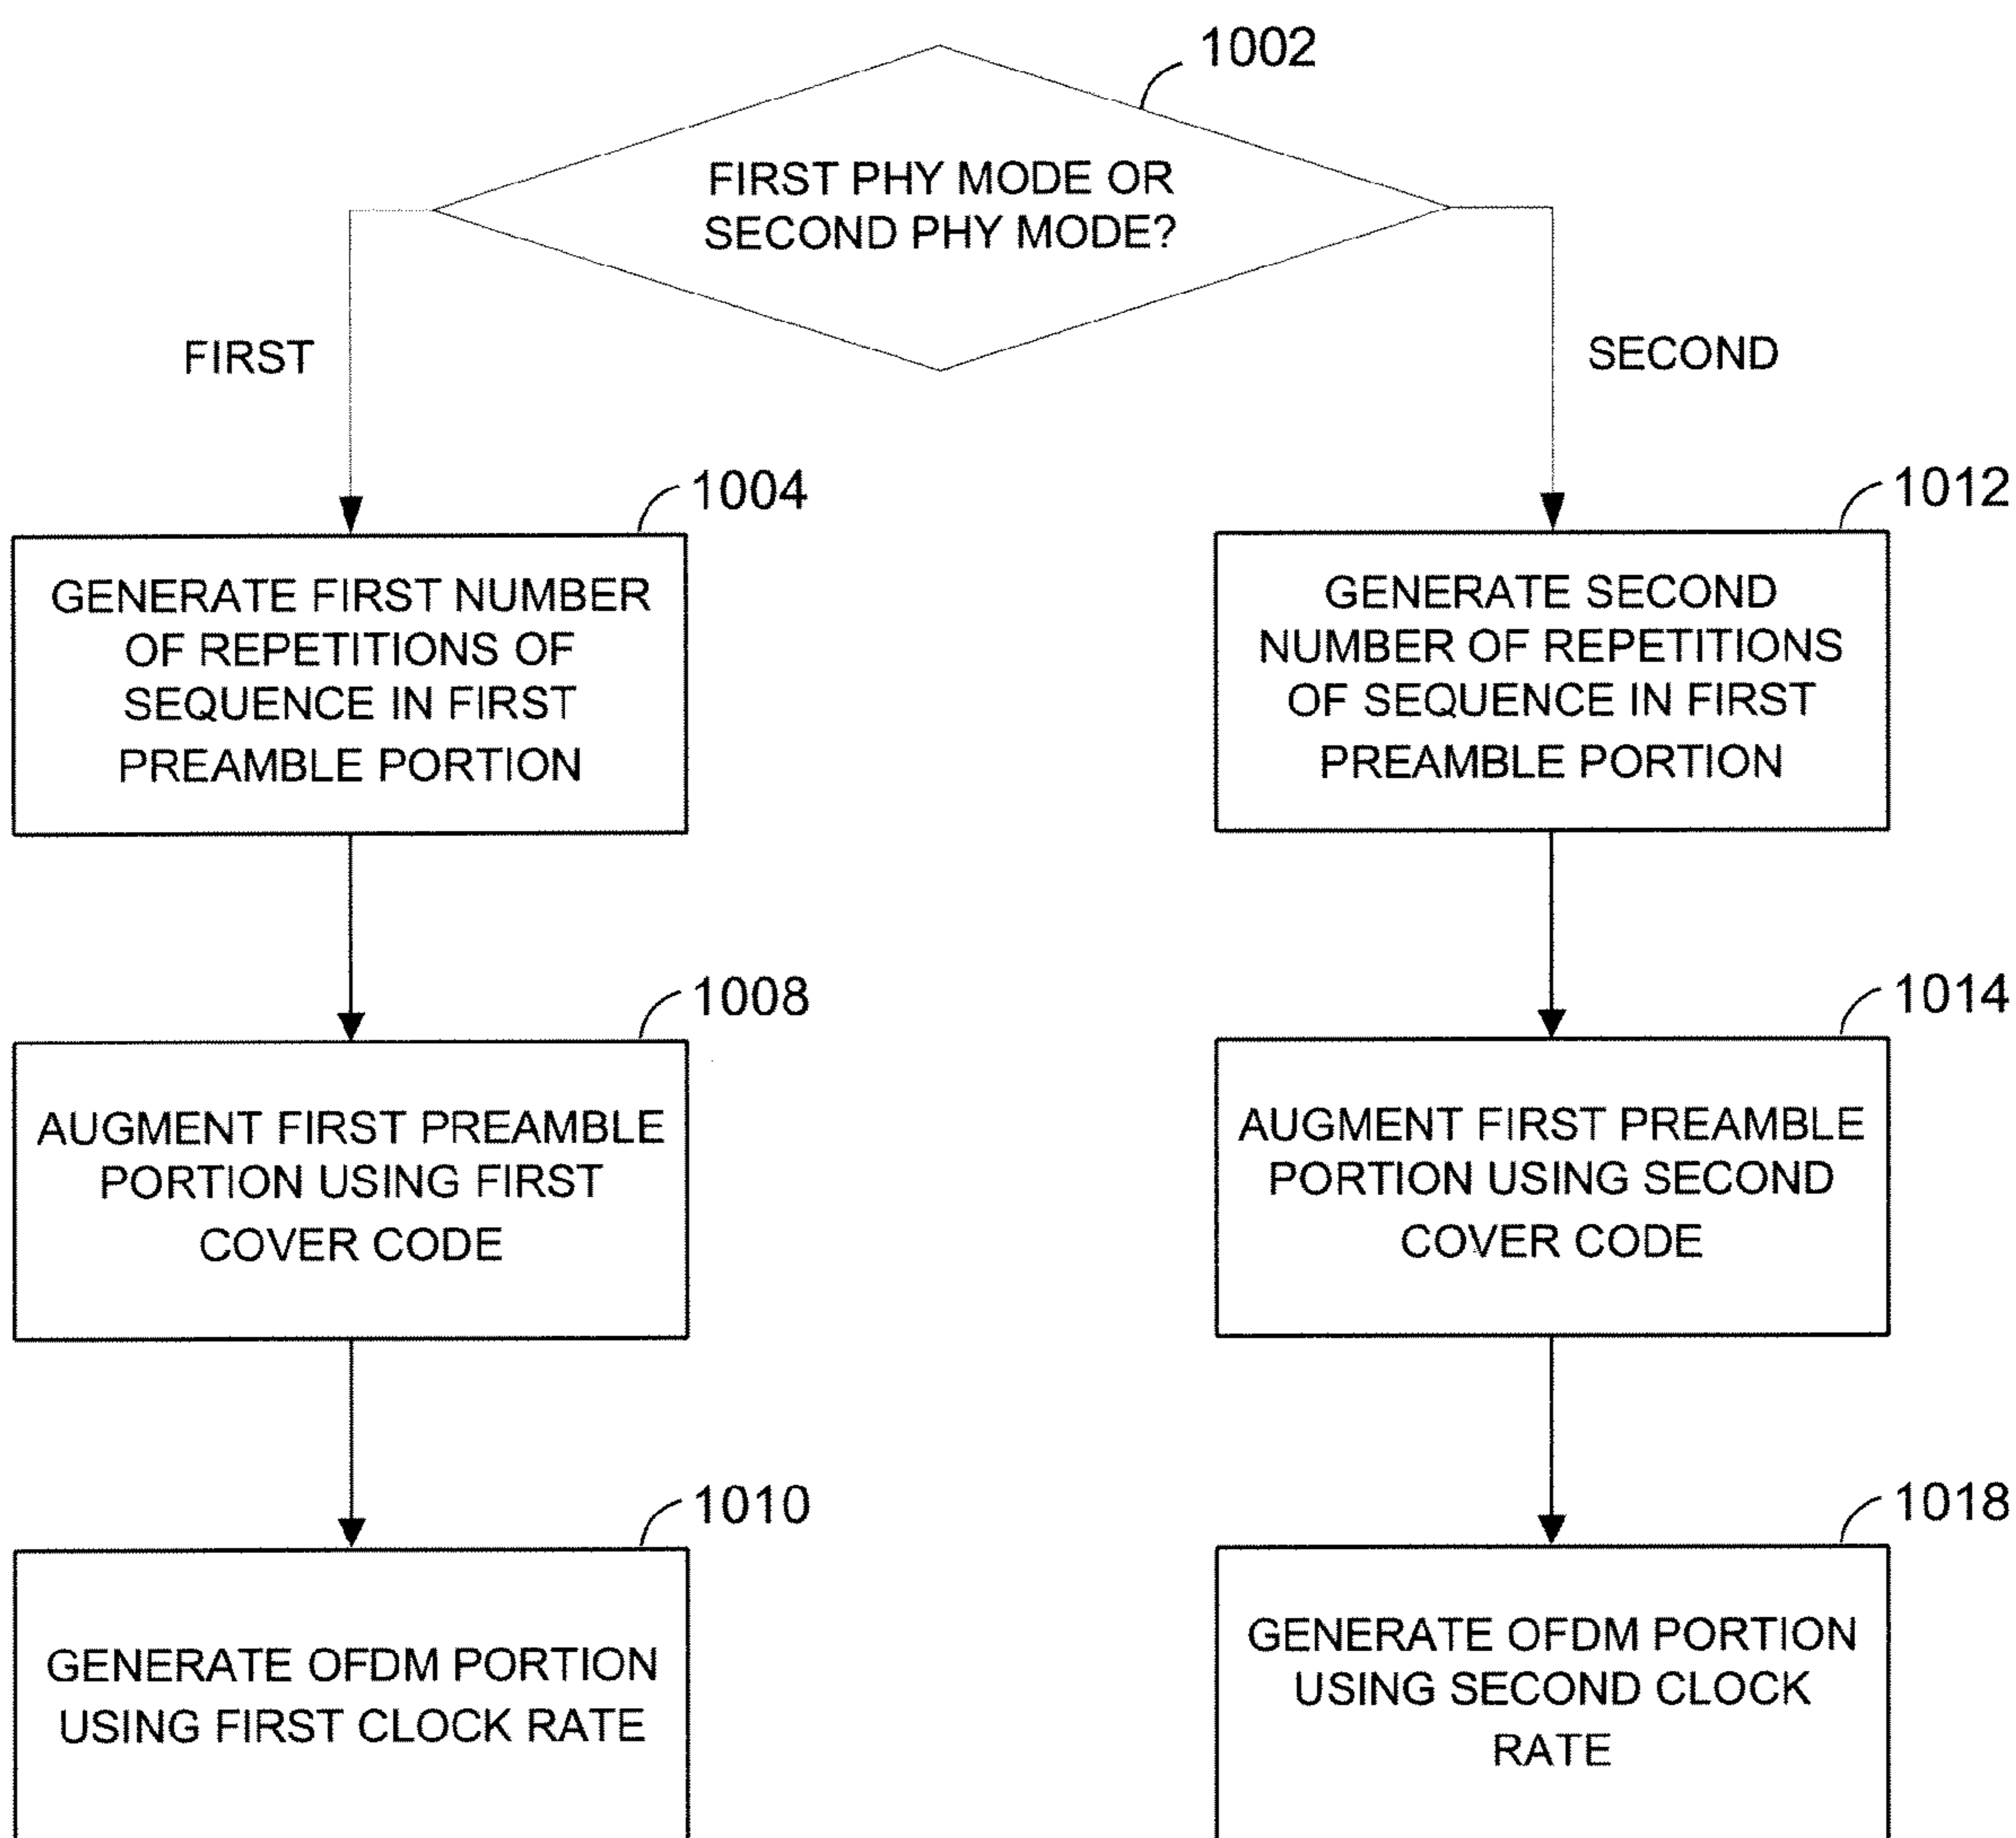 1002
FIRST PHY MODE OR
SECOND PHY MODE?
FIRST
SECOND
1004
GENERATE FIRST NUMBER
OF REPETITIONS OF
SEQUENCE IN FIRST
PREAMBLE PORTION
1012
GENERATE SECOND
NUMBER OF REPETITIONS
OF SEQUENCE IN FIRST
PREAMBLE PORTION
1008
AUGMENT FIRST PREAMBLE
PORTION USING FIRST
COVER CODE
1014
AUGMENT FIRST PREAMBLE
PORTION USING SECOND
COVER CODE
1010
GENERATE OFDM PORTION
USING FIRST CLOCK RATE
1018
GENERATE OFDM PORTION
USING SECOND CLOCK
RATE